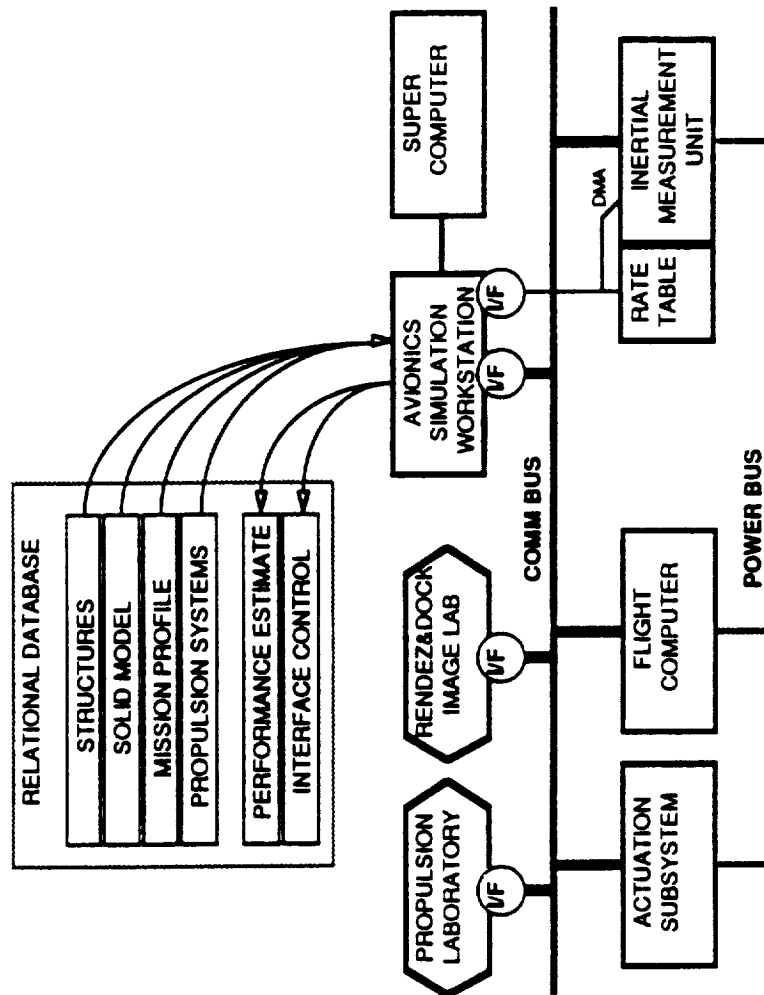 RELATIONAL DATABASE
STRUCTURES
SOLID MODEL
MISSION PROFILE
PROPULSION SYSTEMS
PERFORMANCE ESTIMATE
INTERFACE CONTROL
PROPULSION
LABORATORY
I/F
RENDEZ&DOCK
IMAGE LAB
I/F
AVIONICS
SIMULATION
WORKSTATION
I/F
I/F
SUPER
COMPUTER
COMM BUS
DMA
ACTUATION
SUBSYSTEM
FLIGHT
COMPUTER
RATE
TABLE
INERTIAL
MEASUREMENT
UNIT
POWER BUS